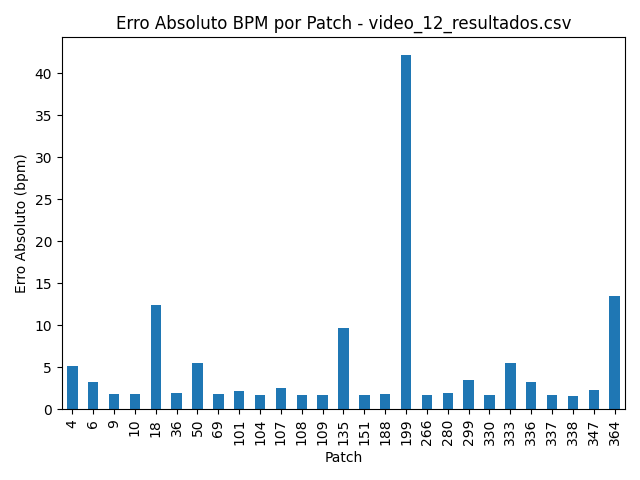 Erro Absoluto BPM por Patch - video_12_resultados.csv
Erro Absoluto (bpm)
40
35
30
25
20
15
10
5
0
4 6 9 10 18 36 50 69 101 104 107 108 109 135 151 188 199 266 280 299 330 333 336 337 338 347 364
Patch